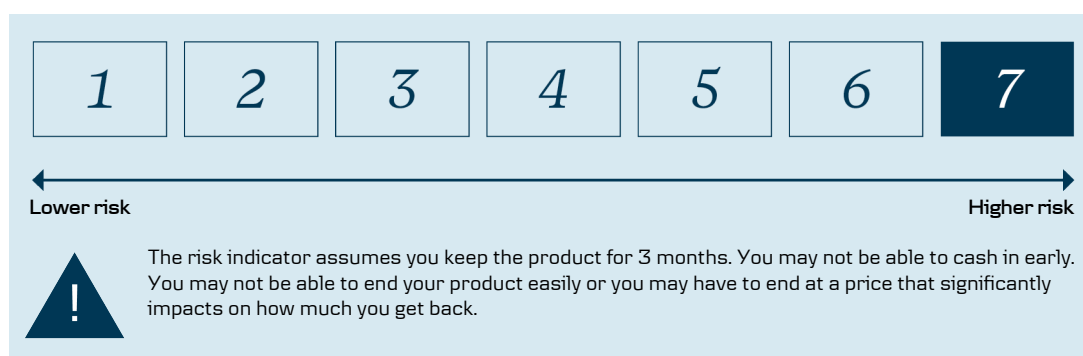 1 2 3 4 5 6 7
Lower risk Higher risk
The risk indicator assumes you keep the product for 3 months. You may not be able to cash in early.
You may not be able to end your product easily or you may have to end at a price that significantly
impacts on how much you get back.
!